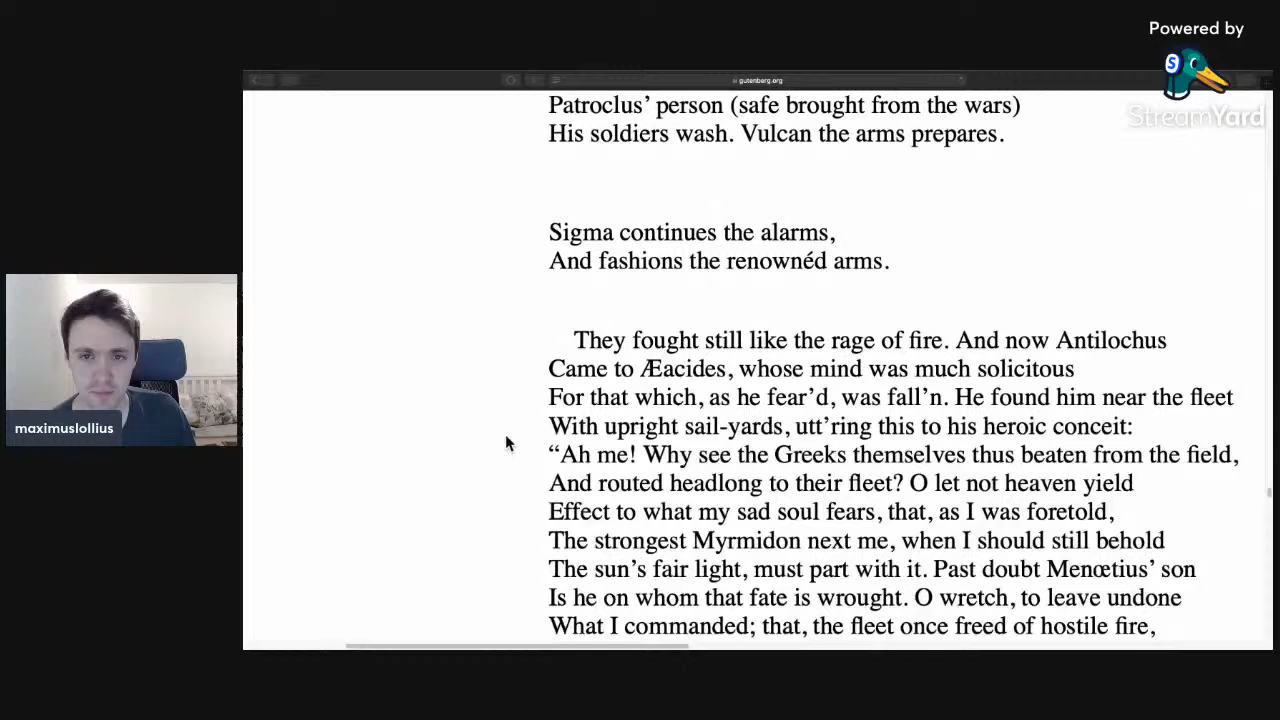 Powered by
S
StreamYard
gutenberg.org
Patroclus’ person (safe brought from the wars)
His soldiers wash. Vulcan the arms prepares.
Sigma continues the alarms,
And fashions the renownéd arms.
They fought still like the rage of fire. And now Antilochus
Came to Æacides, whose mind was much solicitous
For that which, as he fear’d, was fall’n. He found him near the fleet
With upright sail-yards, utt’ring this to his heroic conceit:
“Ah me! Why see the Greeks themselves thus beaten from the field,
And routed headlong to their fleet? O let not heaven yield
Effect to what my sad soul fears, that, as I was foretold,
The strongest Myrmidon next me, when I should still behold
The sun’s fair light, must part with it. Past doubt Menœtius’ son
Is he on whom that fate is wrought. O wretch, to leave undone
What I commanded; that, the fleet once freed of hostile fire,
maximuslollius